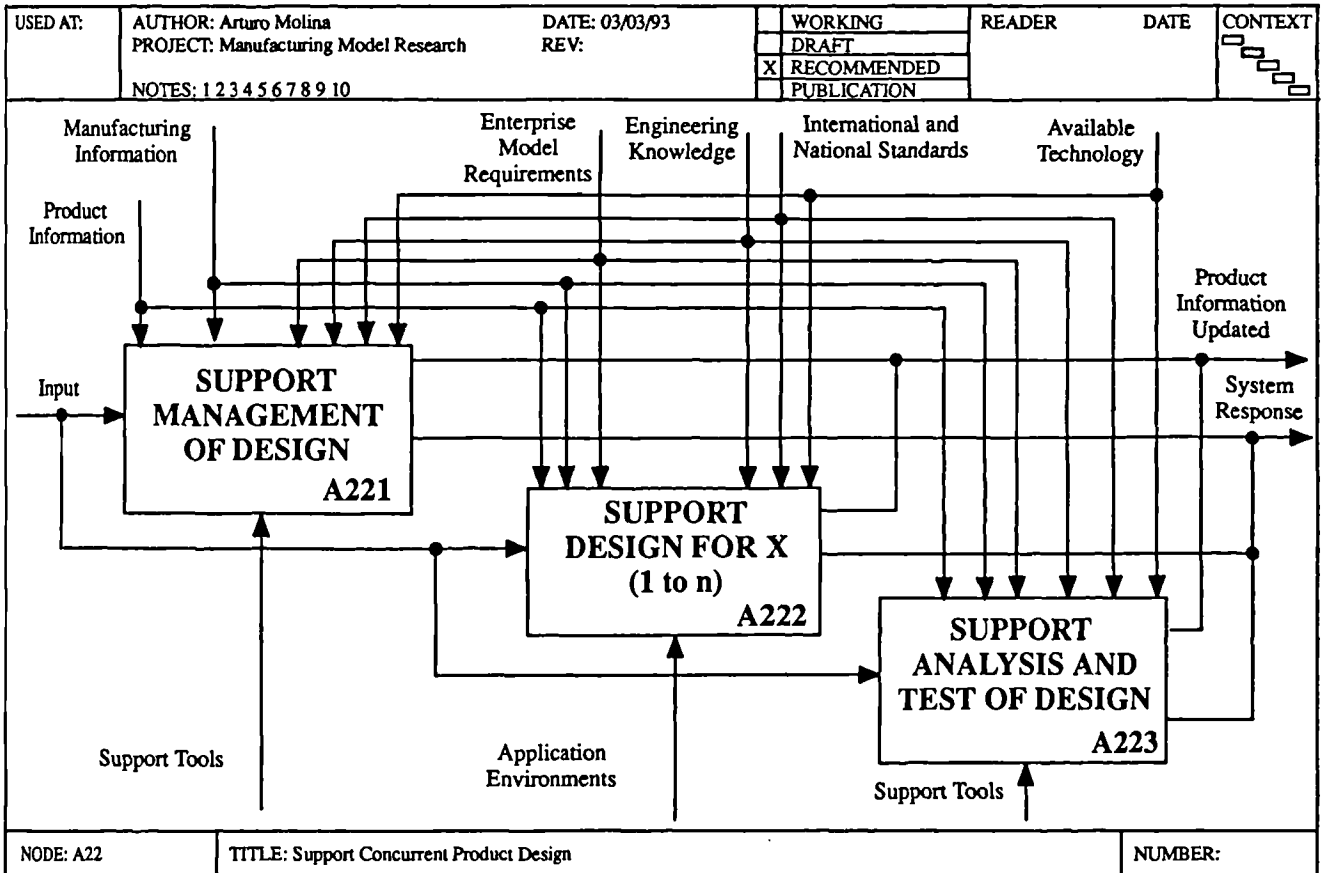 USED AT:
AUTHOR: Arturo Molina
DATE: 03/03/93
PROJECT: Manufacturing Model Research
REV:
NOTES: 1 2 3 4 5 6 7 8 9 10
WORKING
DRAFT
X RECOMMENDED
PUBLICATION
READER
DATE
CONTEXT
Manufacturing
Information
Enterprise
Model
Requirements
Engineering
Knowledge
International and
National Standards
Available
Technology
Product
Information
Product
Information
Updated
Input
SUPPORT
MANAGEMENT
OF DESIGN
A221
System
Response
SUPPORT
DESIGN FOR X
(1 to n)
A222
SUPPORT
ANALYSIS AND
TEST OF DESIGN
A223
Support Tools
Application
Environments
Support Tools
NODE: A22
TITLE: Support Concurrent Product Design
NUMBER: